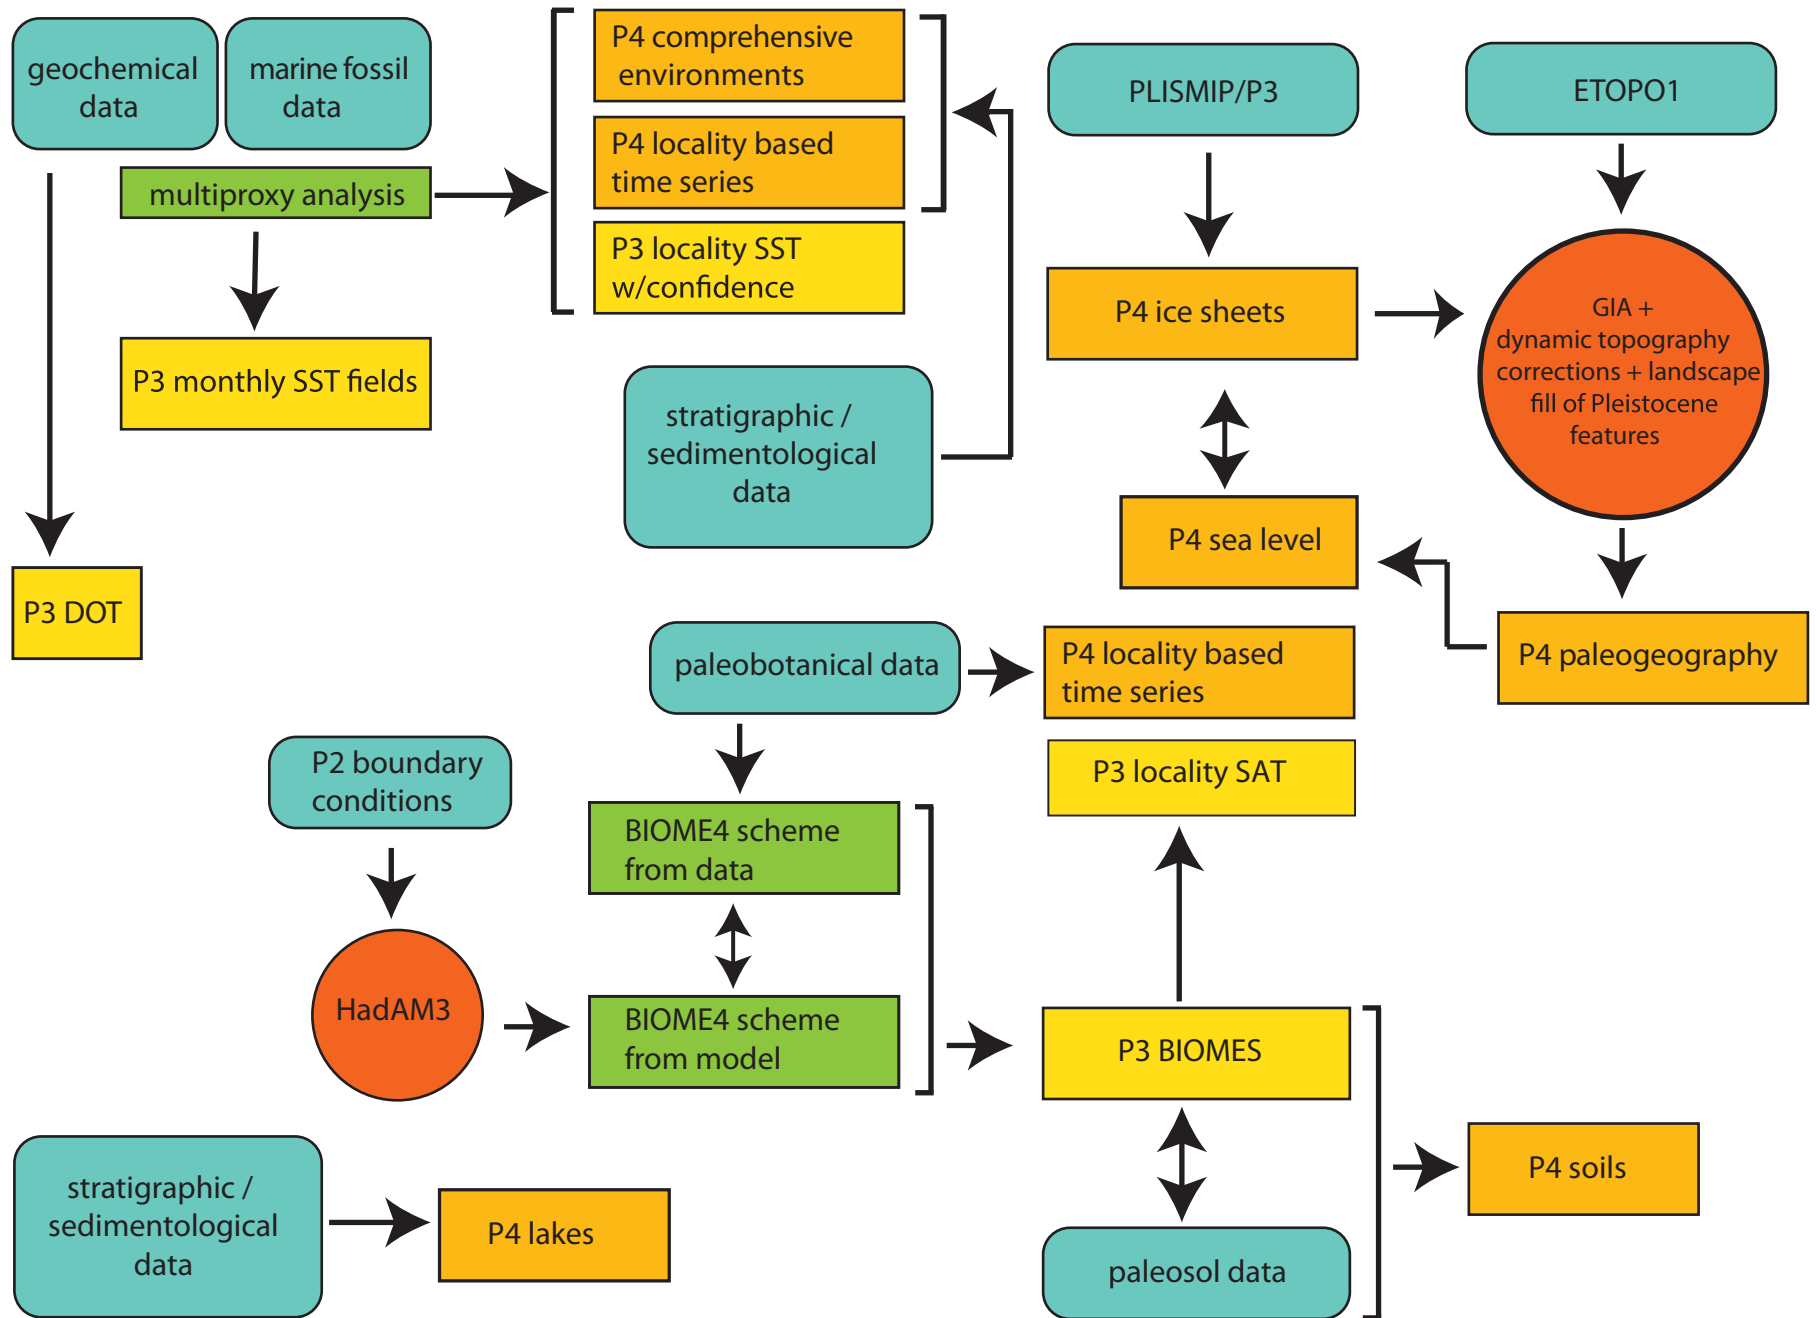 geochemical
data
marine fossil
data
multiproxy analysis
P3 monthly SST fields
P3 DOT
P4 comprehensive
environments
P4 locality based
time series
P3 locality SST
w/confidence
stratigraphic /
sedimentological
data
PLISMIP/P3
ETOPO1
P4 ice sheets
GIA +
dynamic topography
corrections + landscape
fill of Pleistocene
features
P4 sea level
P4 paleogeography
paleobotanical data
P4 locality based
time series
P3 locality SAT
P2 boundary
conditions
BIOME4 scheme
from data
HadAM3
BIOME4 scheme
from model
P3 BIOMES
P4 soils
stratigraphic /
sedimentological
data
P4 lakes
paleosol data